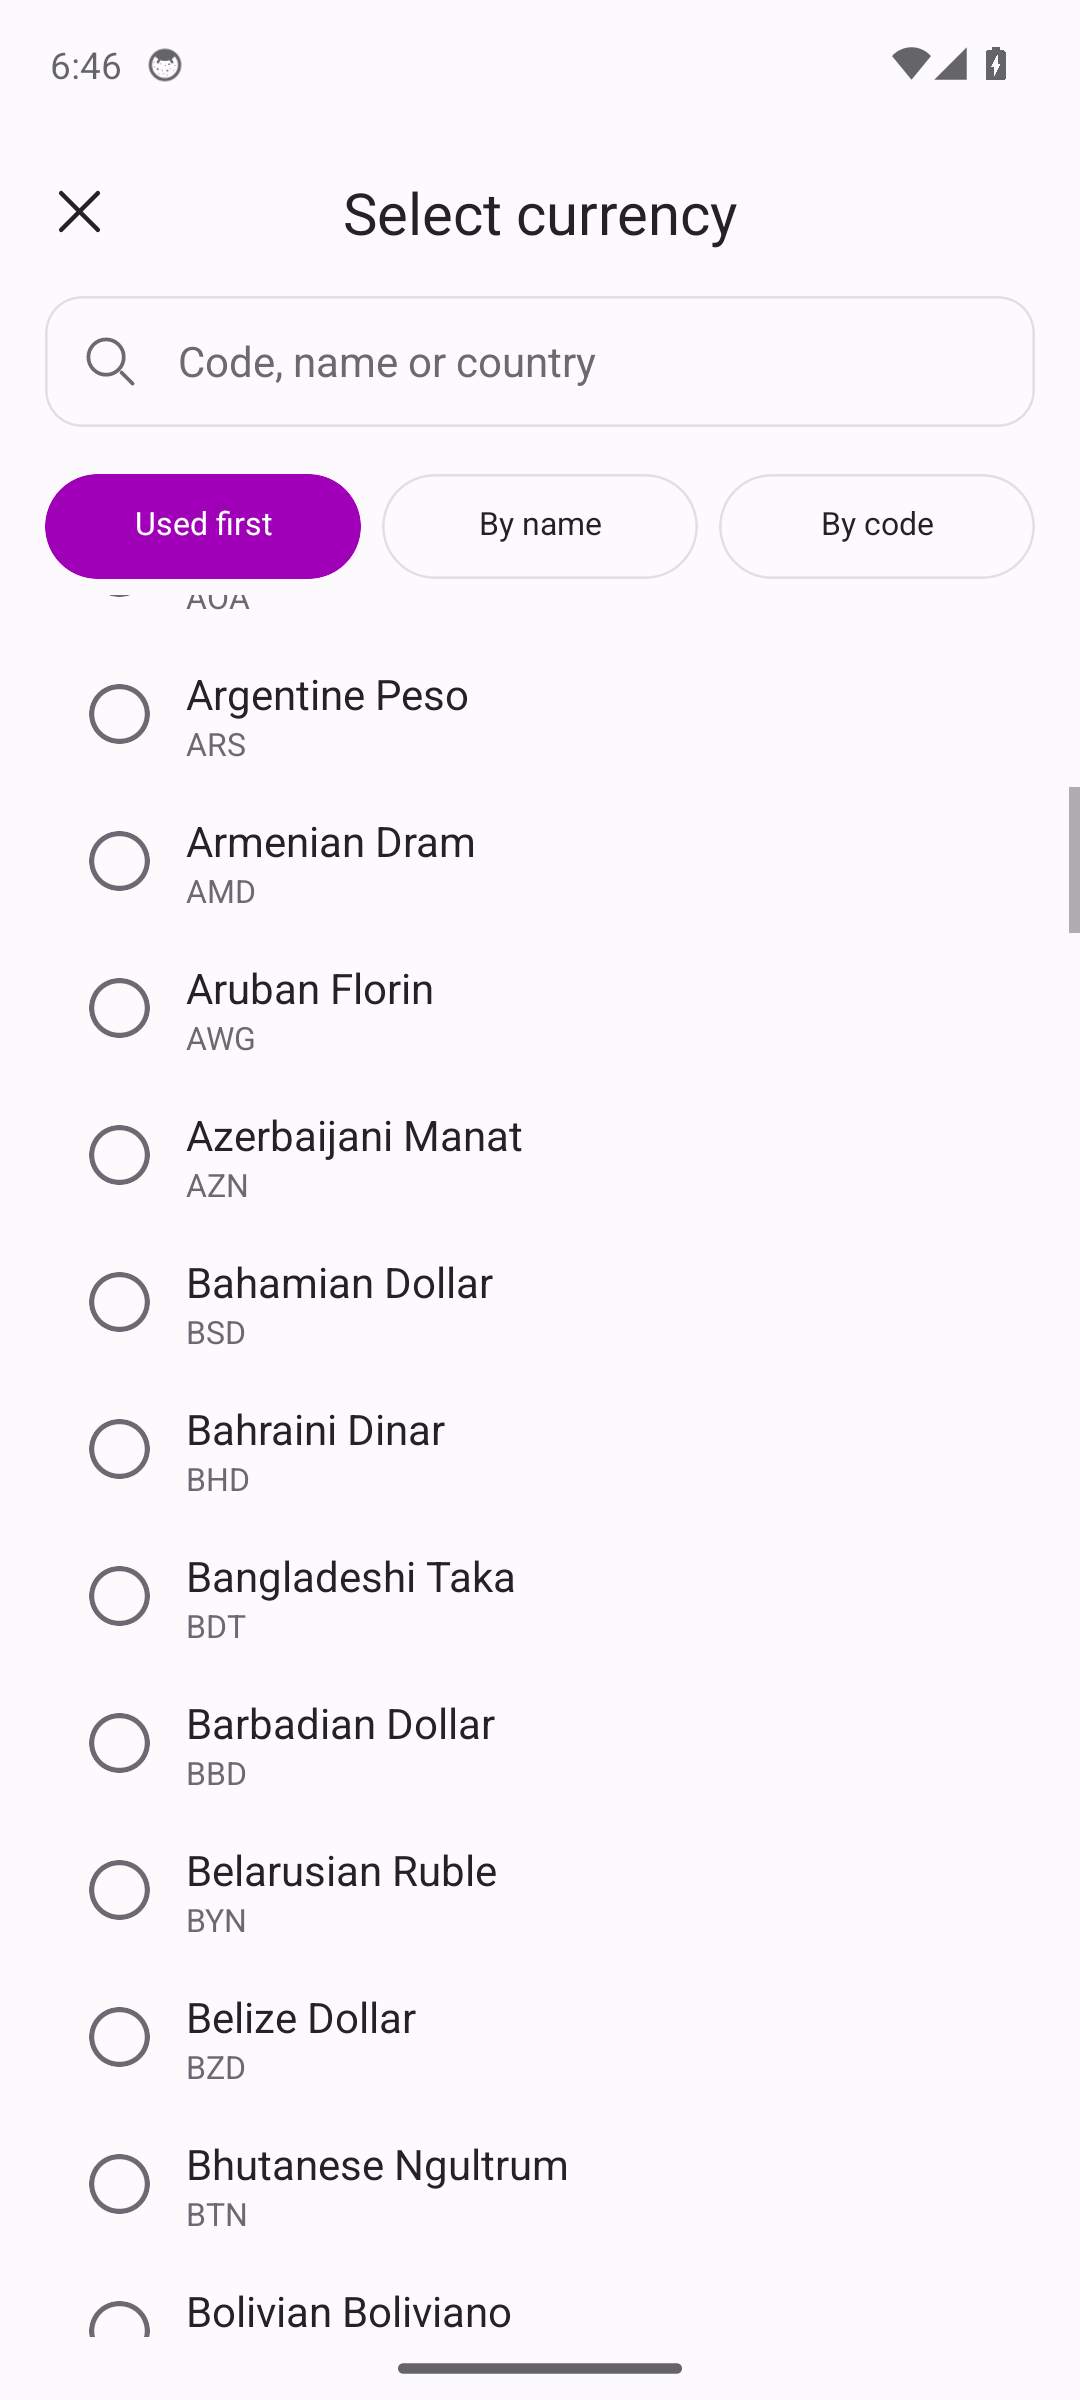 6:46
Select currency
Code, name or country
Used first
By name
By code
AOA
Argentine Peso
ARS
Armenian Dram
AMD
Aruban Florin
AWG
Azerbaijani Manat
AZN
Bahamian Dollar
BSD
Bahraini Dinar
BHD
Bangladeshi Taka
BDT
Barbadian Dollar
BBD
Belarusian Ruble
BYN
Belize Dollar
BZD
Bhutanese Ngultrum
BTN
Bolivian Boliviano